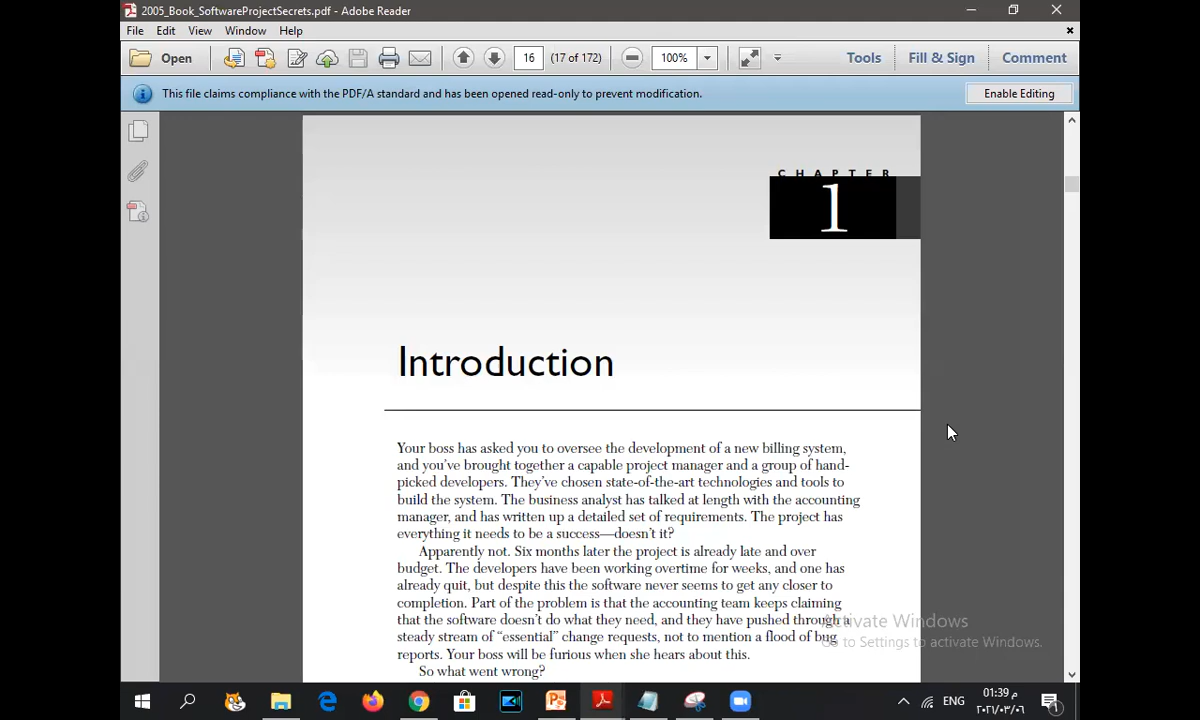 2005_Book_SoftwareProjectSecrets.pdf - Adobe Reader
File Edit View Window Help
Open 16 (17 of 172) 100% Tools Fill & Sign Comment
This file claims compliance with the PDF/A standard and has been opened read-only to prevent modification. Enable Editing
CHAPTER
1
Introduction
Your boss has asked you to oversee the development of a new billing system,
and you've brought together a capable project manager and a group of hand-
picked developers. They've chosen state-of-the-art technologies and tools to
build the system. The business analyst has talked at length with the accounting
manager, and has written up a detailed set of requirements. The project has
everything it needs to be a success—doesn't it?
Apparently not. Six months later the project is already late and over
budget. The developers have been working overtime for weeks, and one has
already quit, but despite this the software never seems to get any closer to
completion. Part of the problem is that the accounting team keeps claiming
that the software doesn't do what they need, and they have pushed through a
steady stream of "essential" change requests, not to mention a flood of bug
reports. Your boss will be furious when she hears about this.
So what went wrong?
Activate Windows
Go to Settings to activate Windows.
ENG
م 01:39
٢٠٢١/٠٣/٠٦